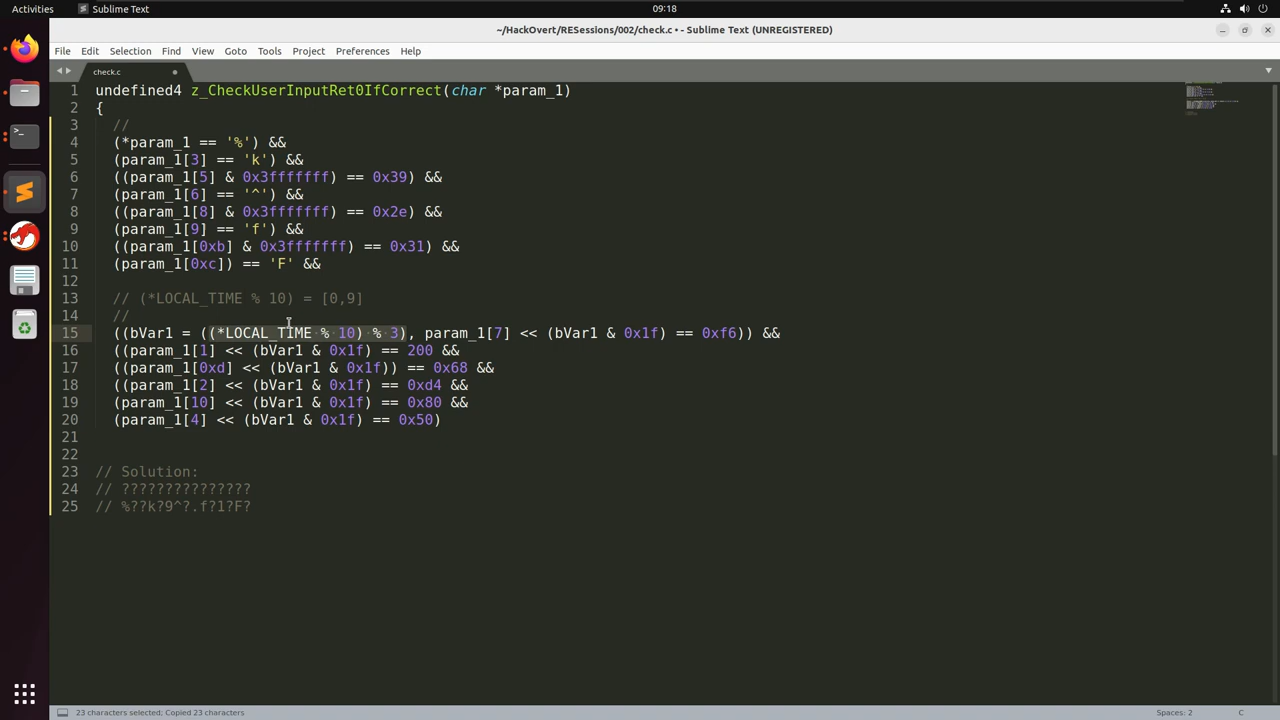 Activities Sublime Text 09:18
~/HackOvert/RESessions/002/check.c • - Sublime Text (UNREGISTERED)
File Edit Selection Find View Goto Tools Project Preferences Help
check.c
1 undefined4 z_CheckUserInputRet0IfCorrect(char *param_1)
2 {
3 //
4 (*param_1 == '%') &&
5 (param_1[3] == 'k') &&
6 ((param_1[5] & 0x3fffffff) == 0x39) &&
7 (param_1[6] == '^') &&
8 ((param_1[8] & 0x3fffffff) == 0x2e) &&
9 (param_1[9] == 'f') &&
10 ((param_1[0xb] & 0x3fffffff) == 0x31) &&
11 (param_1[0xc]) == 'F' &&
12
13 // (*LOCAL_TIME % 10) = [0,9]
14 //
15 ((bVar1 = ((*LOCAL_TIME % 10) % 3), param_1[7] << (bVar1 & 0x1f) == 0xf6)) &&
16 ((param_1[1] << (bVar1 & 0x1f) == 200 &&
17 ((param_1[0xd] << (bVar1 & 0x1f)) == 0x68 &&
18 ((param_1[2] << (bVar1 & 0x1f) == 0xd4 &&
19 ((param_1[10] << (bVar1 & 0x1f) == 0x80 &&
20 (param_1[4] << (bVar1 & 0x1f) == 0x50)
21
22
23 // Solution:
24 // ???????????????
25 // %??k?9^?.f?1?F?
23 characters selected; Copied 23 characters Spaces: 2 C